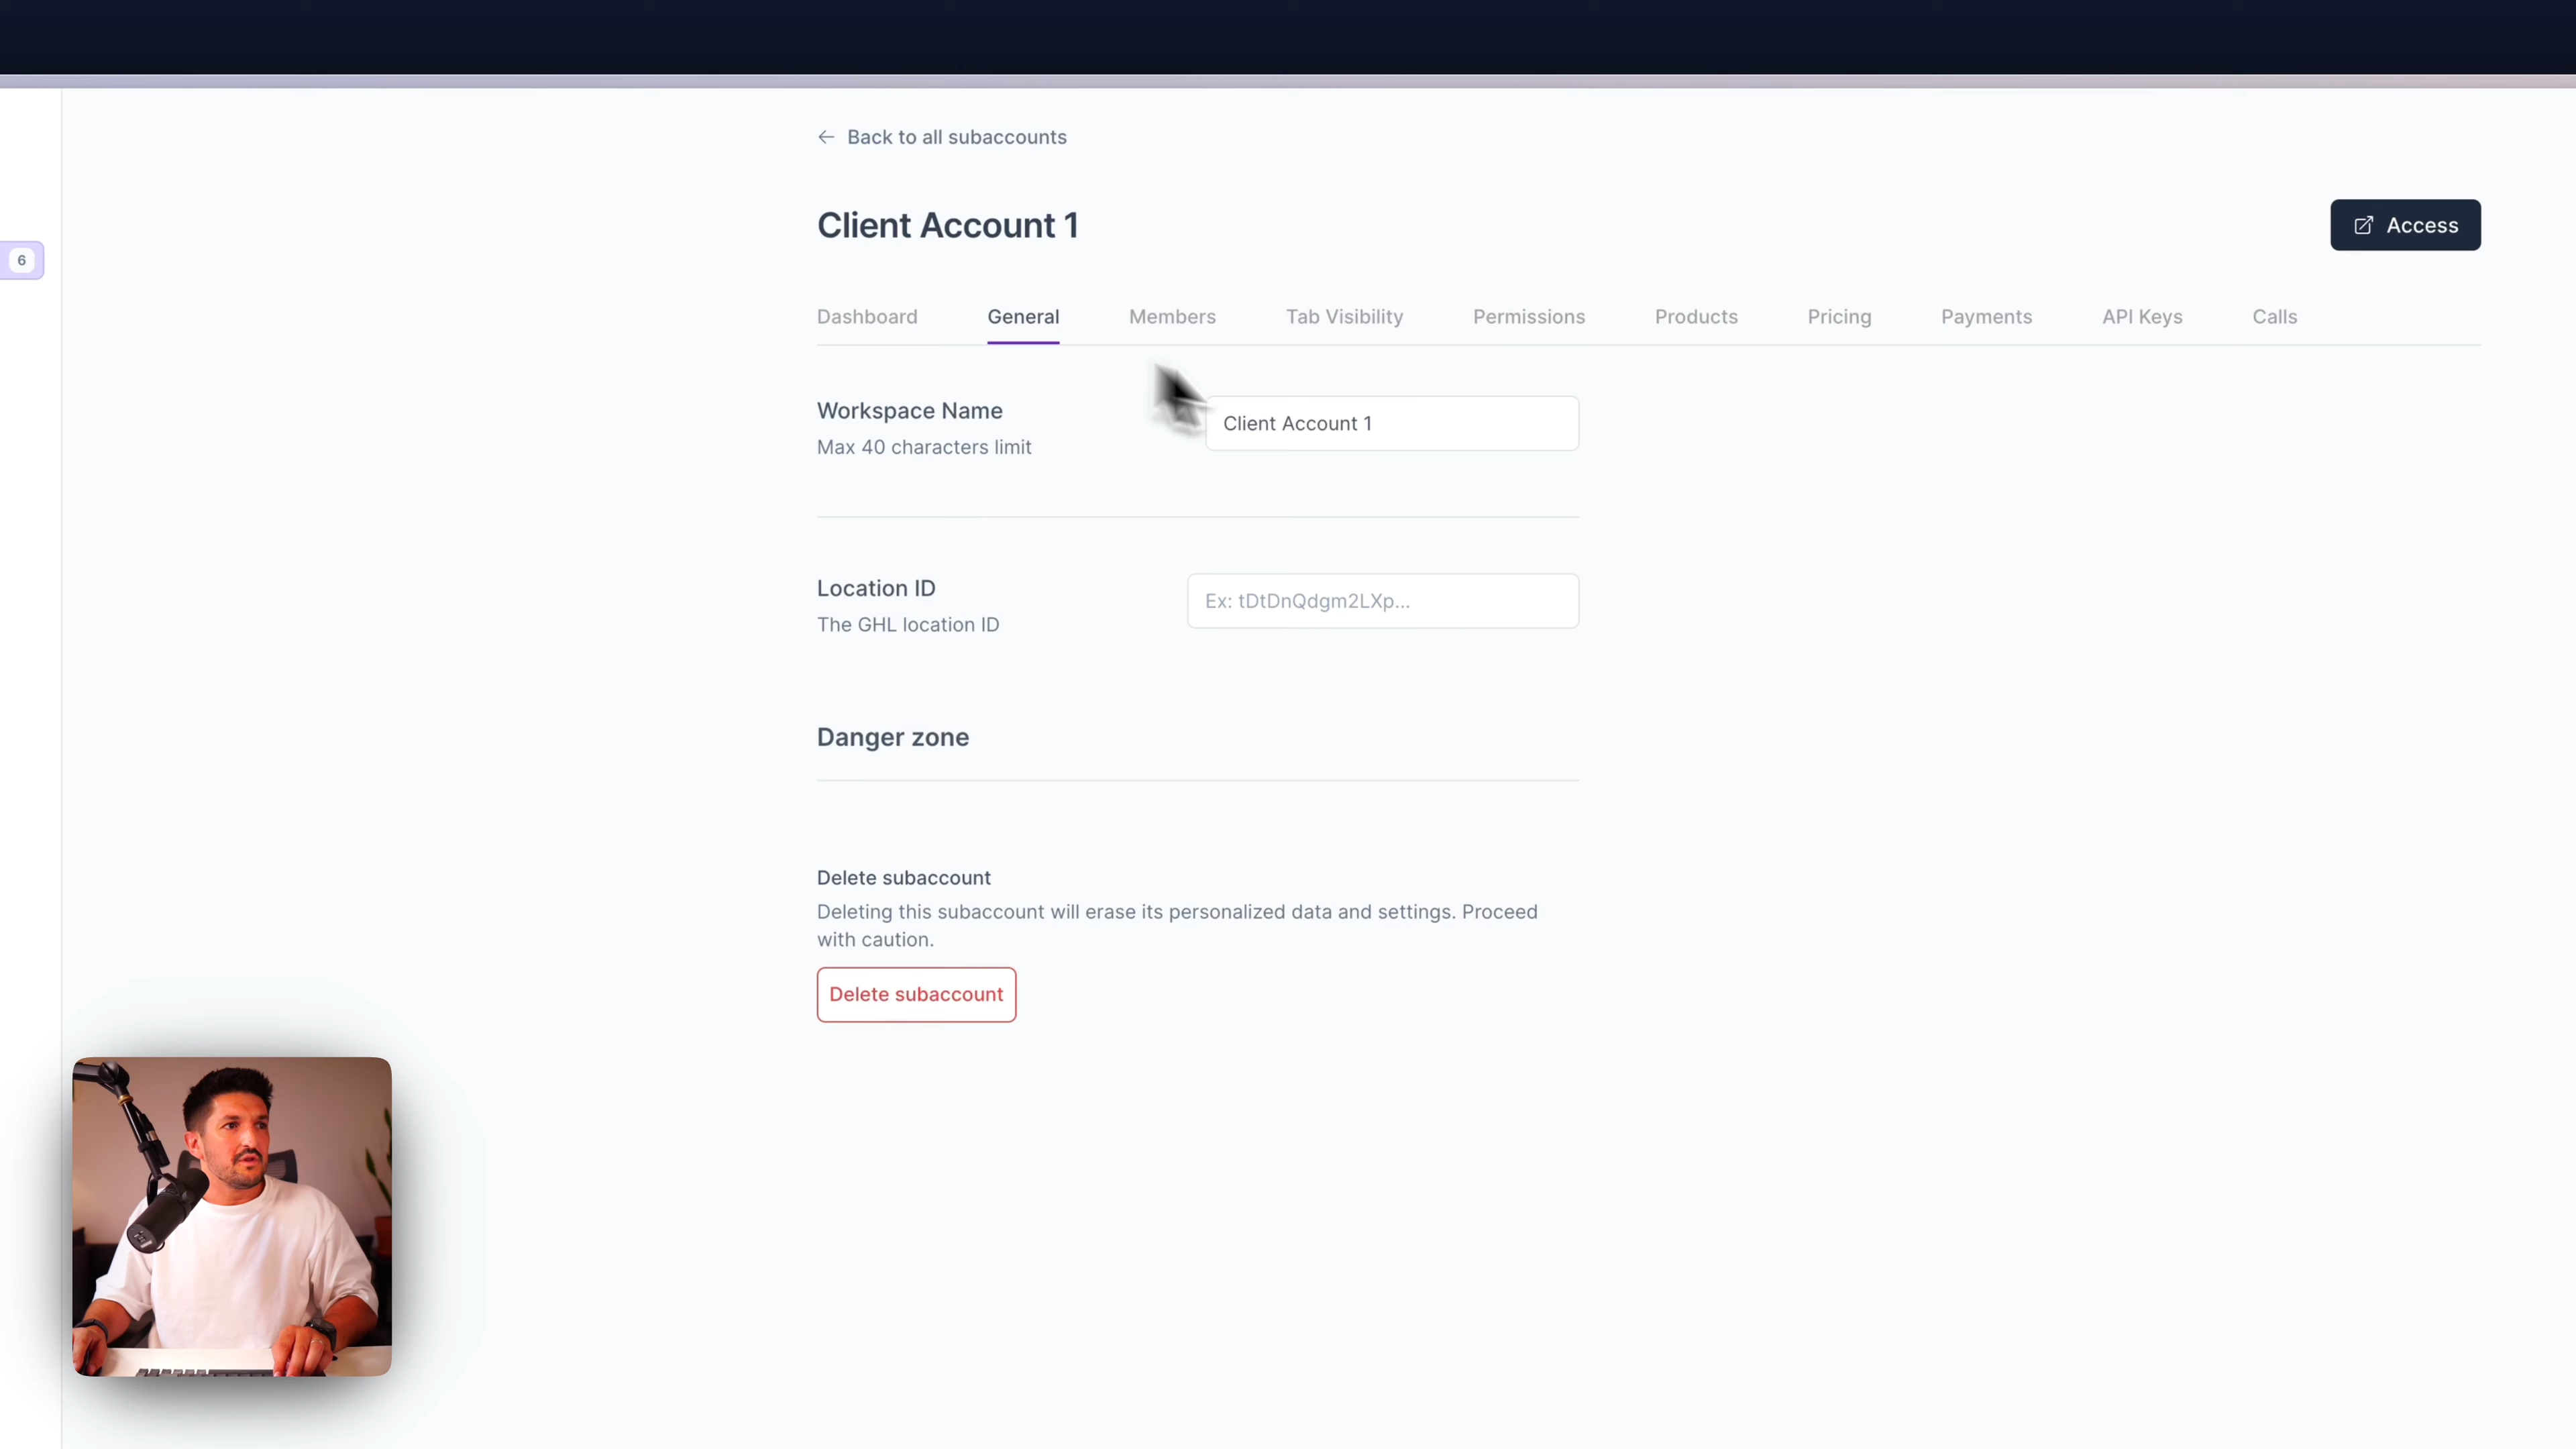 Back to all subaccounts
Client Account 1
Access
6
Dashboard General Members Tab Visibility Permissions Products Pricing Payments API Keys Calls
Workspace Name
Client Account 1
Max 40 characters limit
Location ID
Ex: tDtDnQdgm2LXp...
The GHL location ID
Danger zone
Delete subaccount
Deleting this subaccount will erase its personalized data and settings. Proceed
with caution.
Delete subaccount